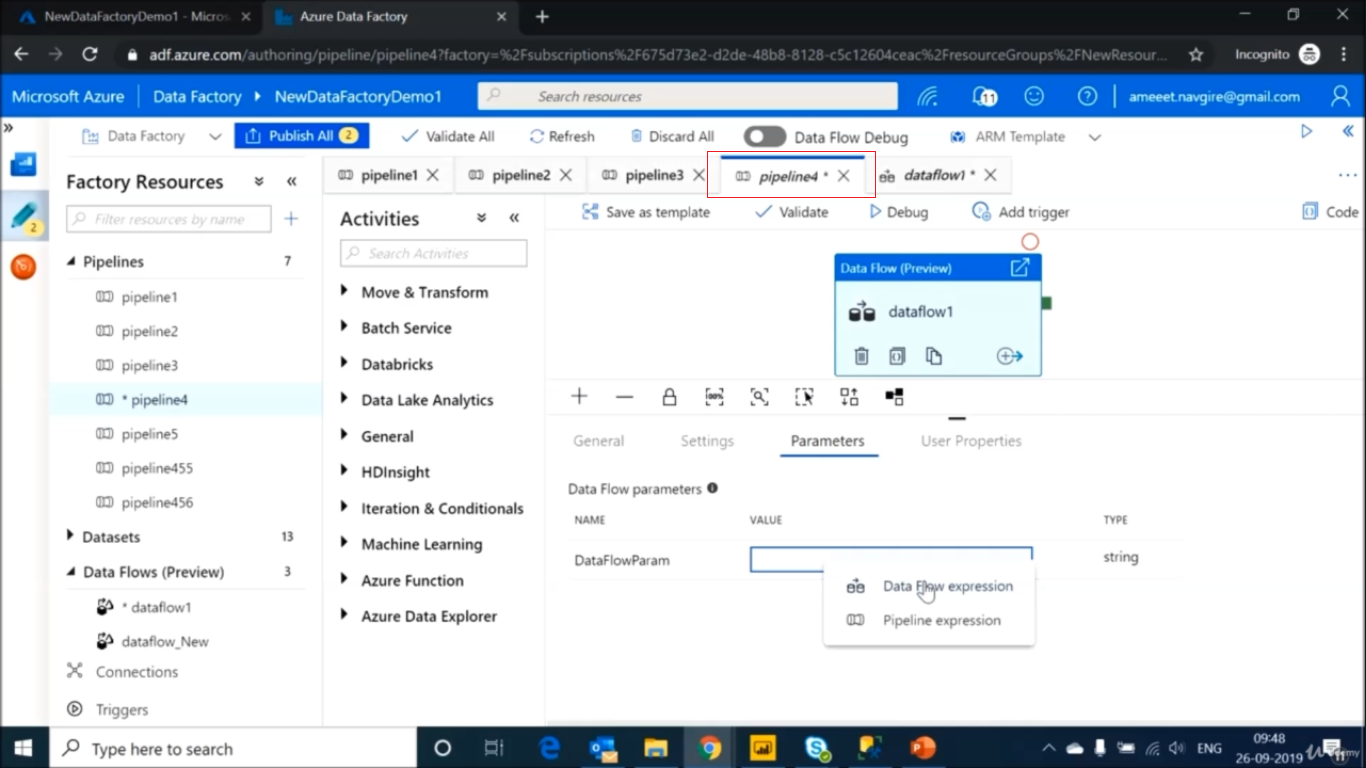 NewDataFactoryDemo1 - Micros
Azure Data Factory
adf.azure.com/authoring/pipeline/pipeline4?factory=%2Fsubscriptions%2F675d73e2-d2de-48b8-8128-c5c12604ceac%2FresourceGroups%2FNewResour...
Incognito
Microsoft Azure
Data Factory
NewDataFactoryDemo1
Search resources
11
ameeet.navgire@gmail.com
Data Factory
Publish All 2
Validate All
Refresh
Discard All
Data Flow Debug
ARM Template
2
Factory Resources
Filter resources by name
Pipelines 7
pipeline1
pipeline2
pipeline3
* pipeline4
pipeline5
pipeline455
pipeline456
Datasets 13
Data Flows (Preview) 3
* dataflow1
dataflow_New
Connections
Triggers
pipeline1
pipeline2
pipeline3
pipeline4 *
dataflow1 *
Activities
Search Activities
Move & Transform
Batch Service
Databricks
Data Lake Analytics
General
HDInsight
Iteration & Conditionals
Machine Learning
Azure Function
Azure Data Explorer
Save as template
Validate
Debug
Add trigger
Code
Data Flow (Preview)
dataflow1
100%
General
Settings
Parameters
User Properties
Data Flow parameters
NAME VALUE TYPE
DataFlowParam string
Data Flow expression
Pipeline expression
Type here to search
ENG
09:48
26-09-2019
11